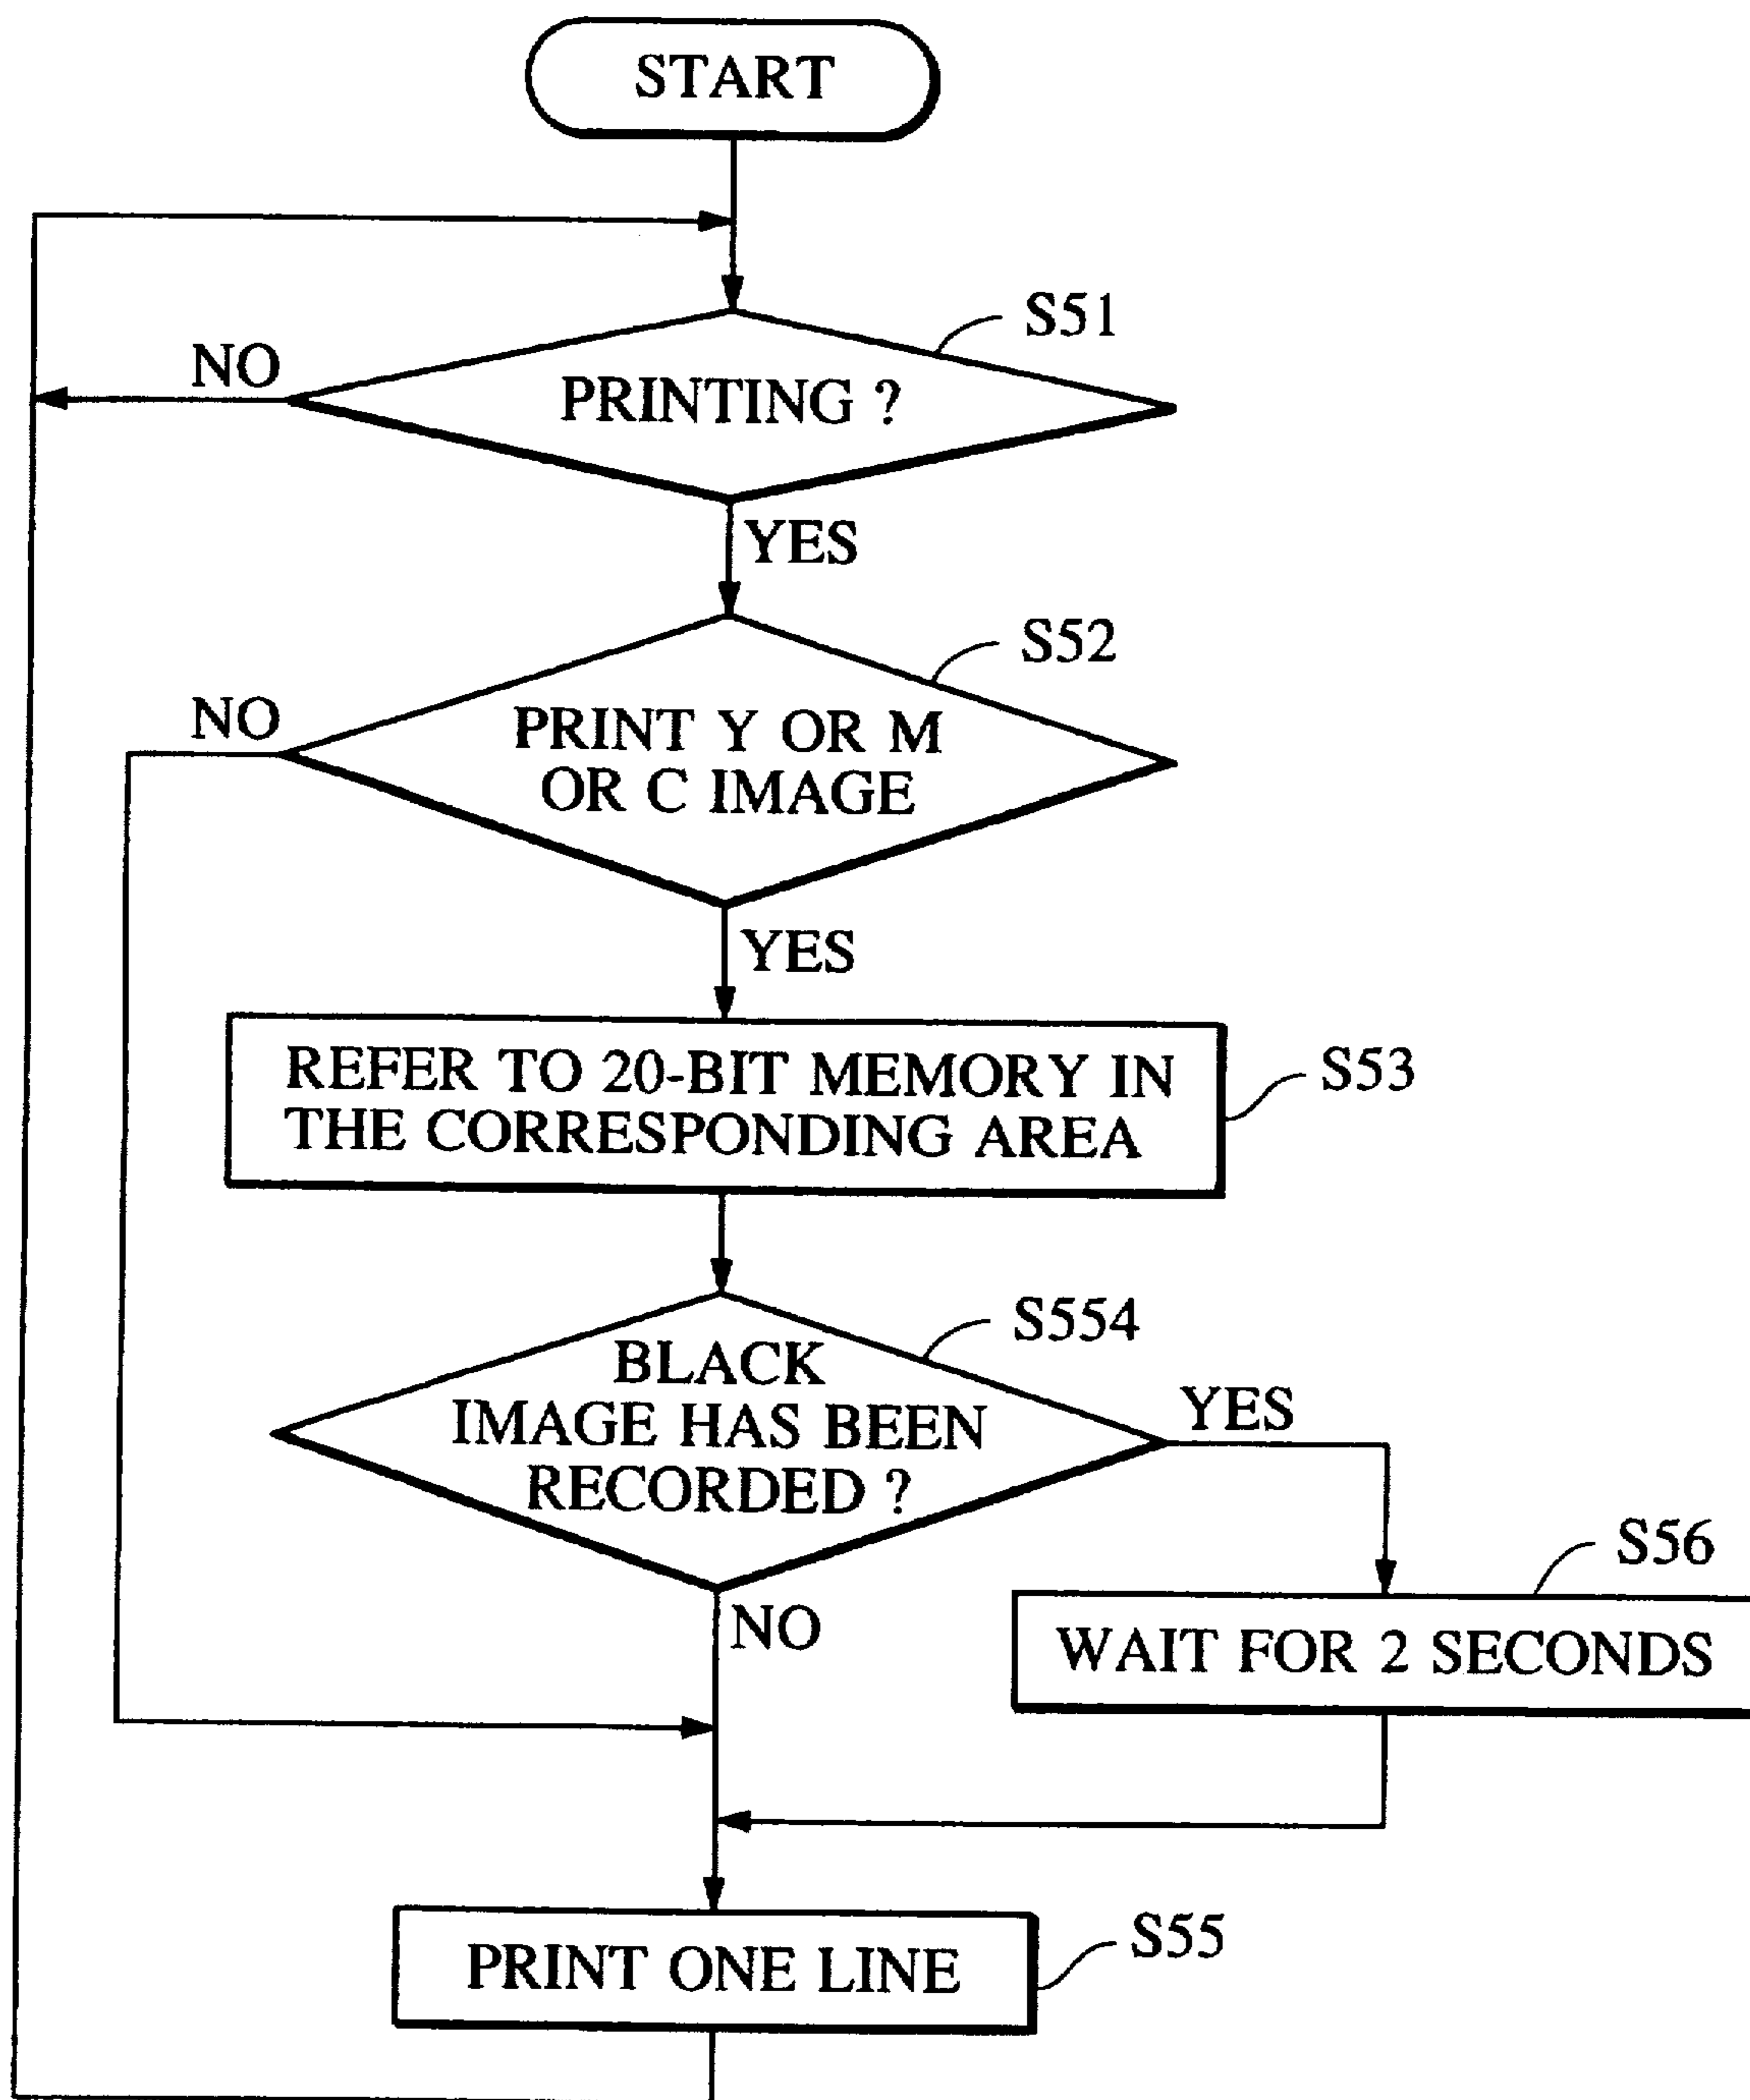 START
S51
NO
PRINTING ?
YES
S52
NO
PRINT Y OR M
OR C IMAGE
YES
REFER TO 20-BIT MEMORY IN
THE CORRESPONDING AREA
S53
S554
BLACK
IMAGE HAS BEEN
RECORDED ?
YES
S56
NO
WAIT FOR 2 SECONDS
PRINT ONE LINE
S55